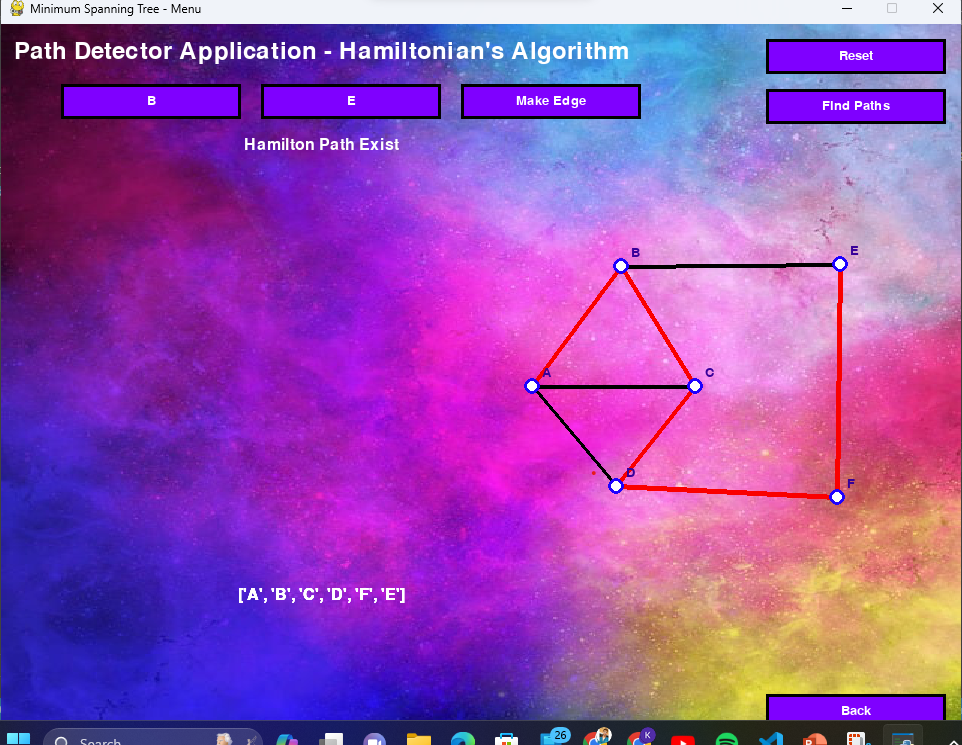 Minimum Spanning Tree - Menu
Path Detector Application - Hamiltonian's Algorithm
Reset
B
E
Make Edge
Find Paths
Hamilton Path Exist
B
E
A
C
D
F
['A', 'B', 'C', 'D', 'F', 'E']
Back
Search
26
K